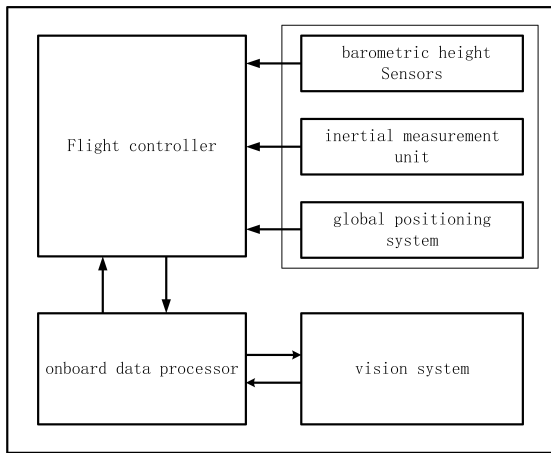 barometric height
Sensors
Flight controller
inertial measurement
unit
global positioning
system
onboard data processor
vision system